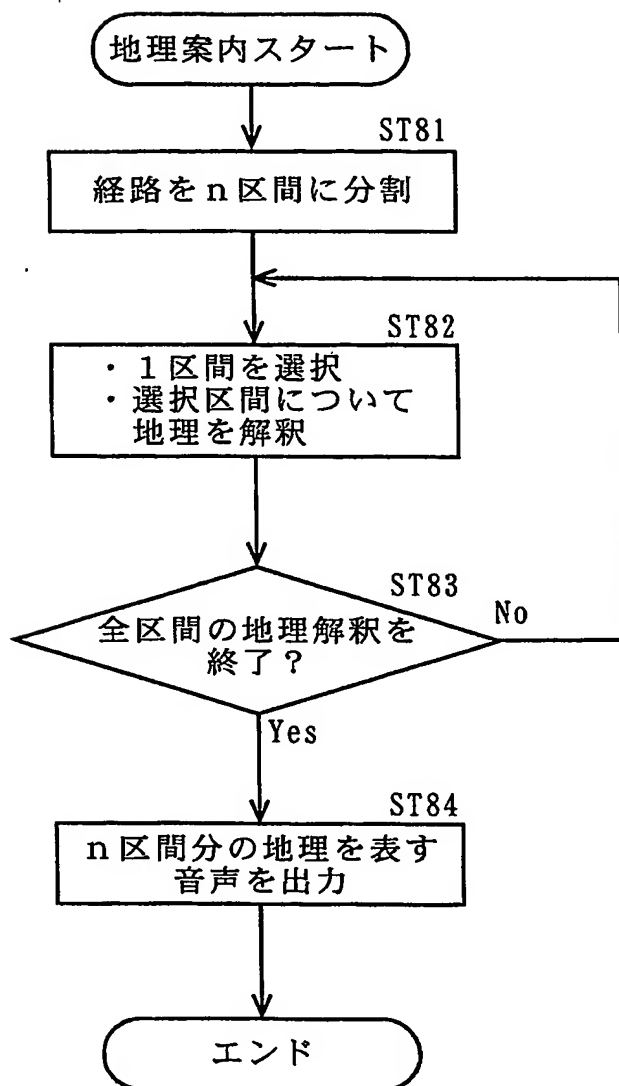 地理案内スタート
ST81
経路をn区間に分割
ST82
・1区間を選択
・選択区間について
地理を解釈
ST83
全区間の地理解釈を
終了？
No
Yes
ST84
n区間分の地理を表す
音声を出力
エンド